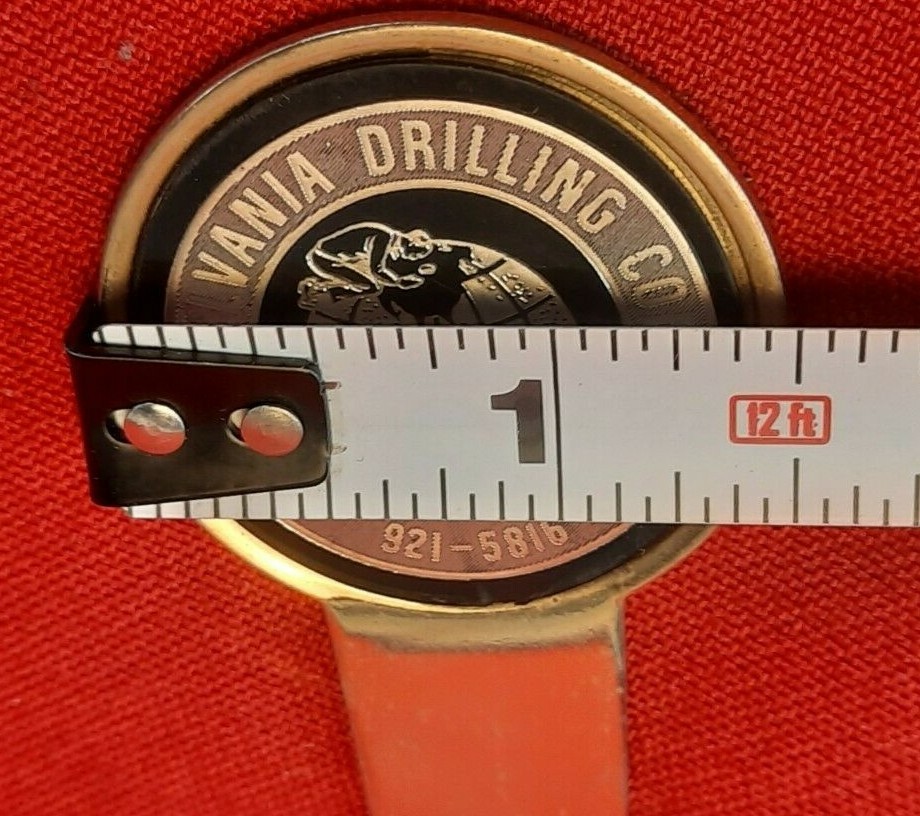 VANIA DRILLING CO
1
12 ft
921-5816